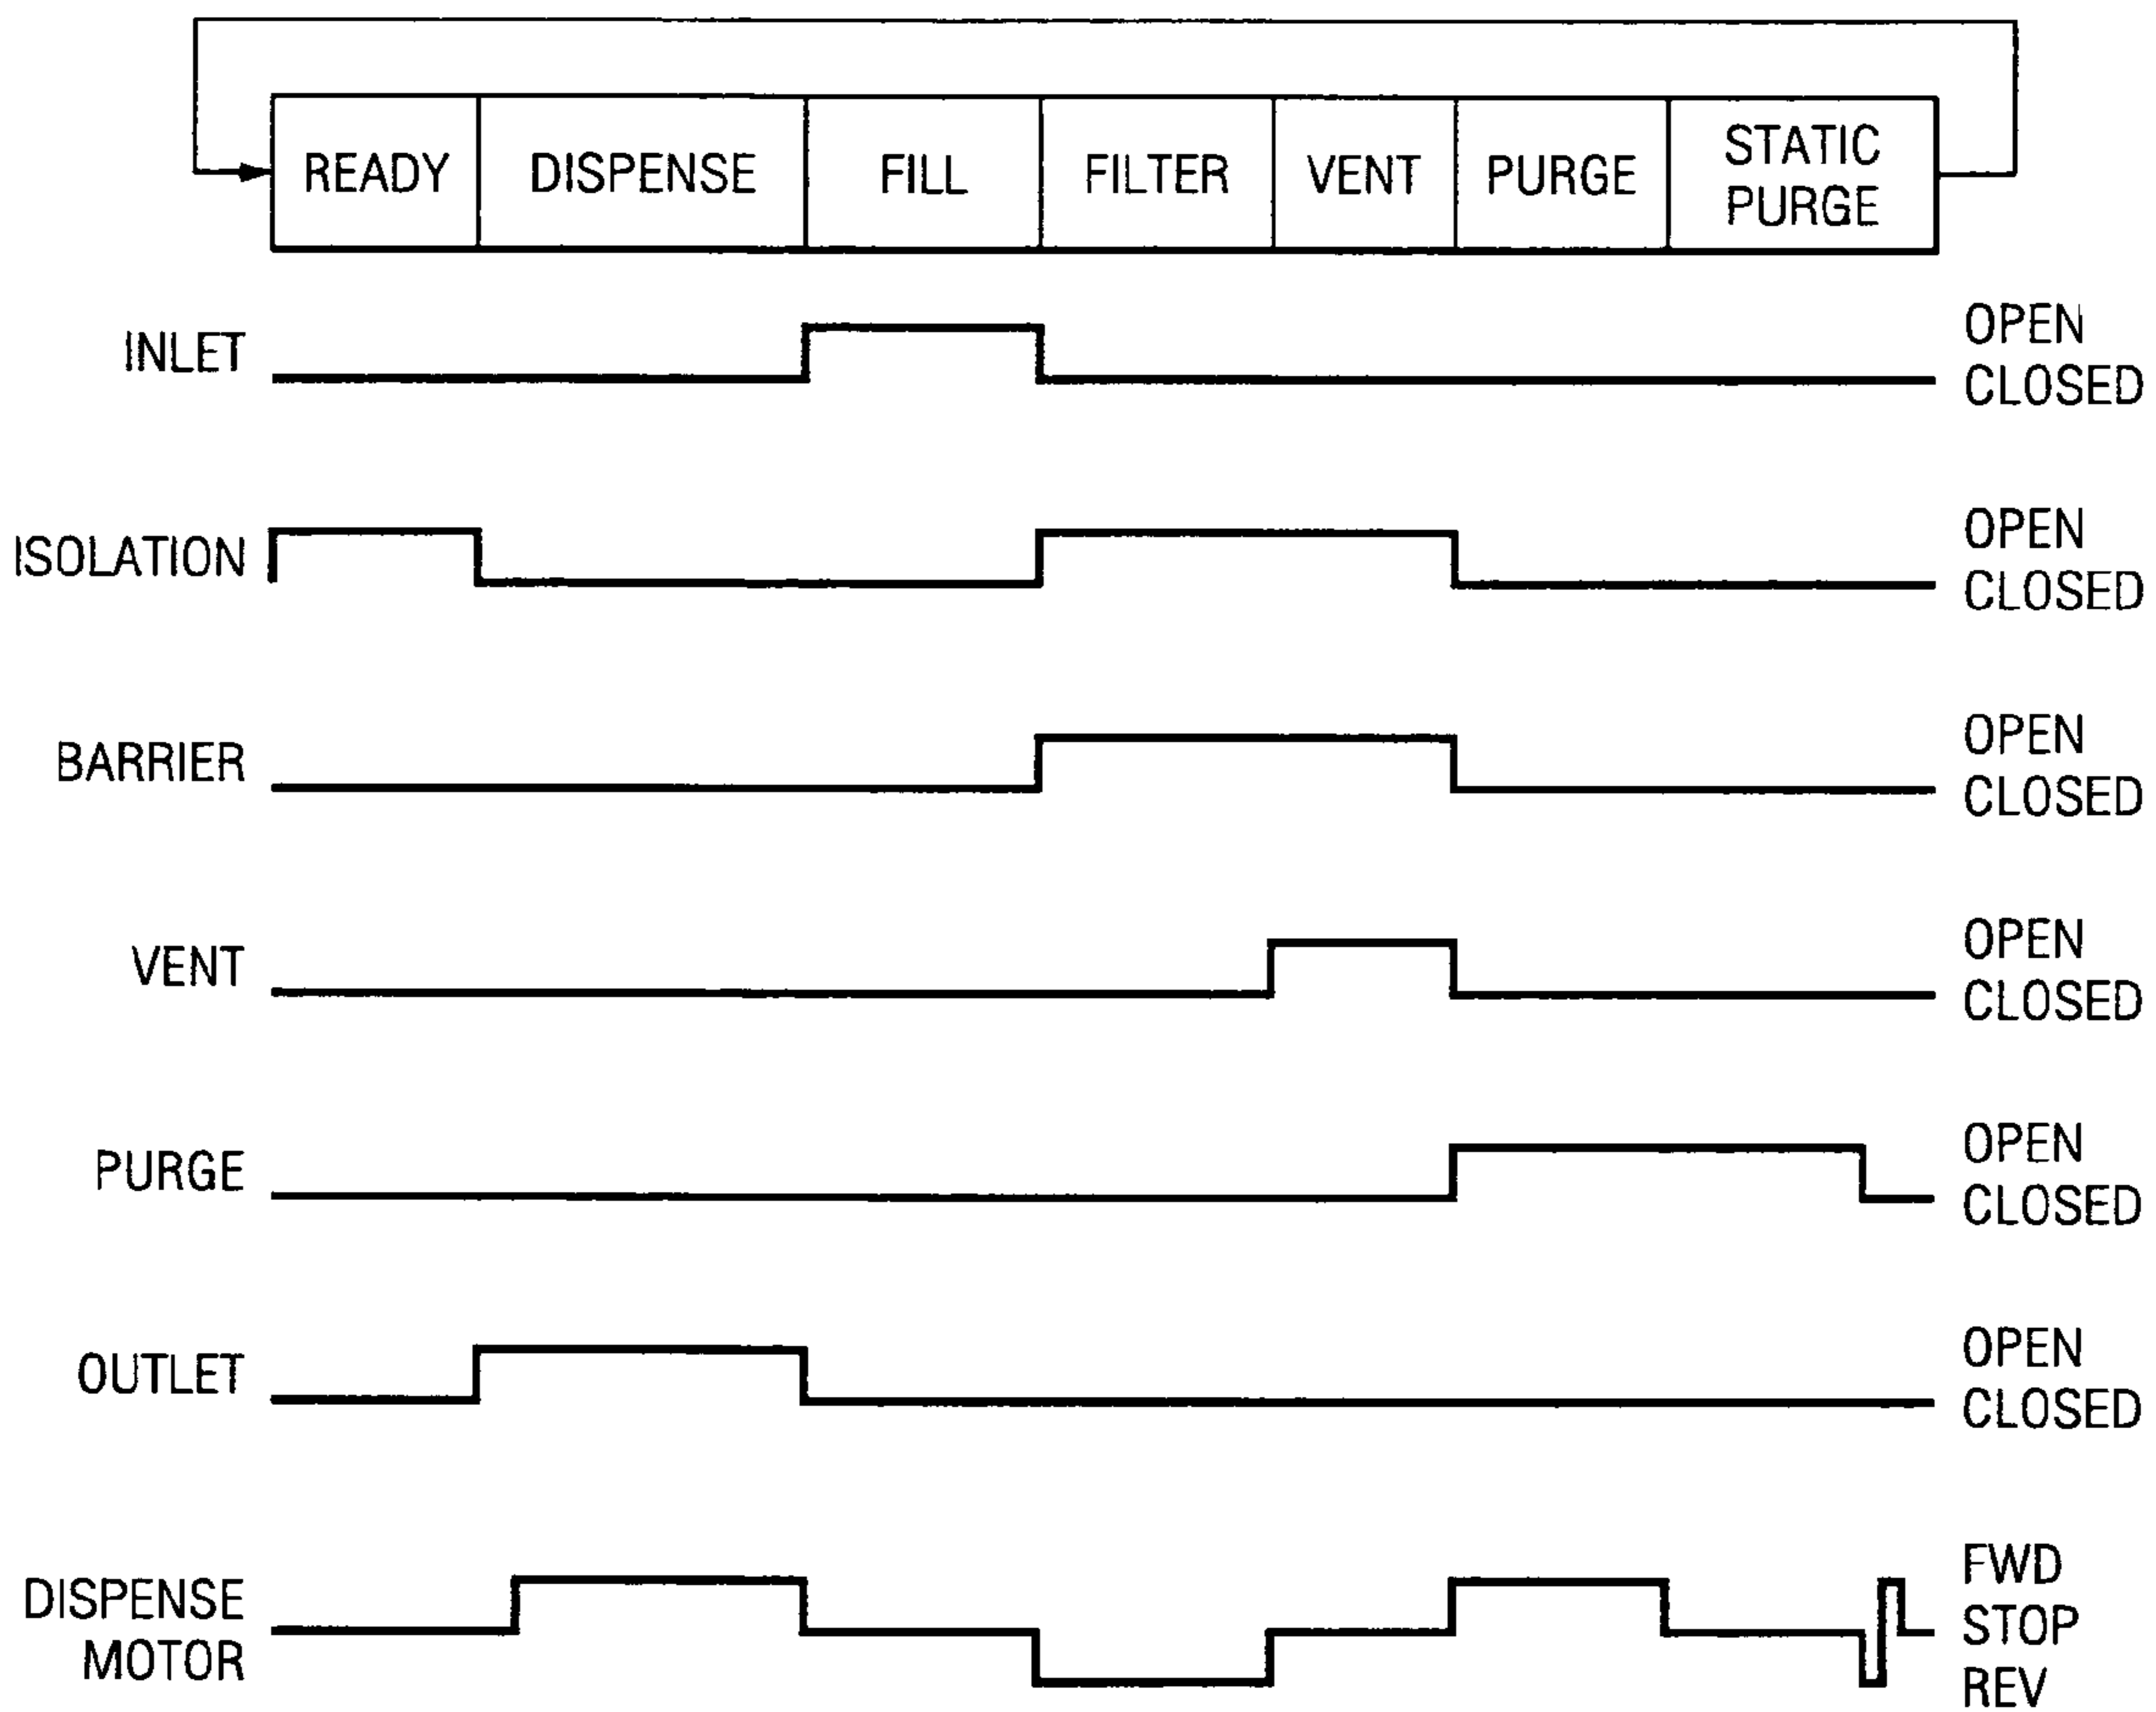 READY DISPENSE FILL FILTER VENT PURGE STATIC
PURGE
INLET OPEN
CLOSED
ISOLATION OPEN
CLOSED
BARRIER OPEN
CLOSED
VENT OPEN
CLOSED
PURGE OPEN
CLOSED
OUTLET OPEN
CLOSED
DISPENSE
MOTOR
FWD
STOP
REV